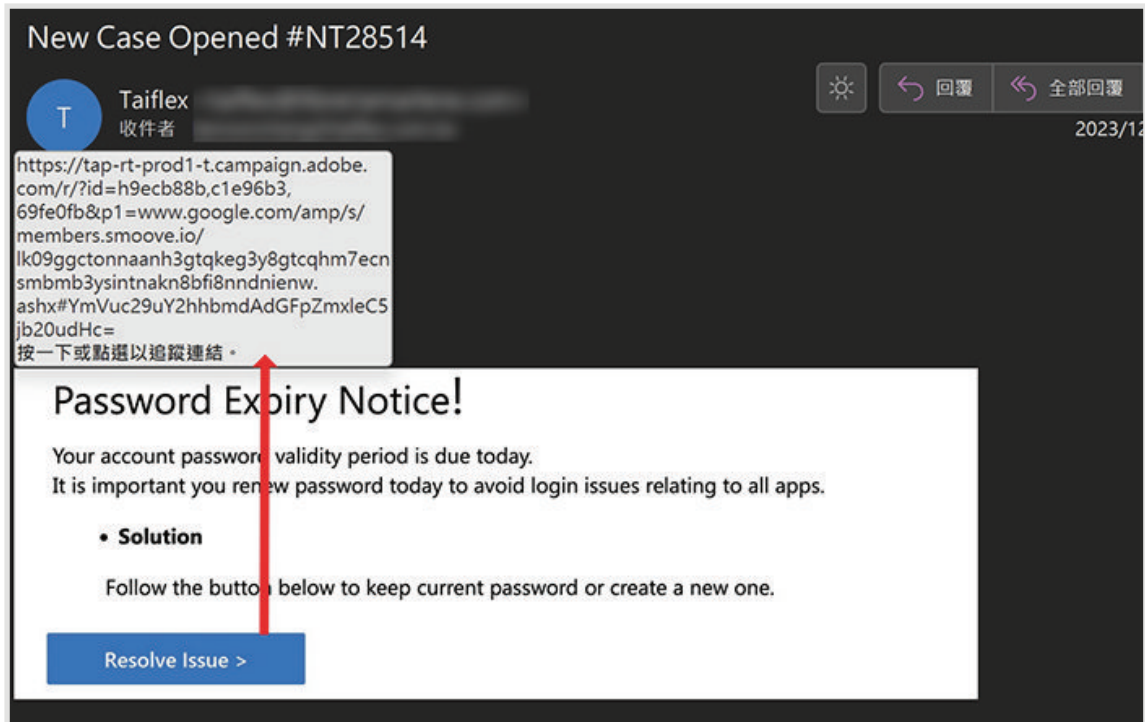 New Case Opened #NT28514
T
Taiflex
收件者
回覆
全部回覆
2023/12
https://tap-rt-prod1-t.campaign.adobe.
com/r/?id=h9ecb88b,c1e96b3,
69fe0fb&p1=www.google.com/amp/s/
members.smoove.io/
lk09ggctonnaanh3gtqkeg3y8gtcqhm7ecn
smbmb3ysintnakn8bfi8nndnienw.
ashx#YmVuc29uY2hhbmdAdGFpZmxleC5
jb20udHc=
按一下或點選以追蹤連結。
Password Expiry Notice!
Your account password validity period is due today.
It is important you renew password today to avoid login issues relating to all apps.
• Solution
Follow the button below to keep current password or create a new one.
Resolve Issue >